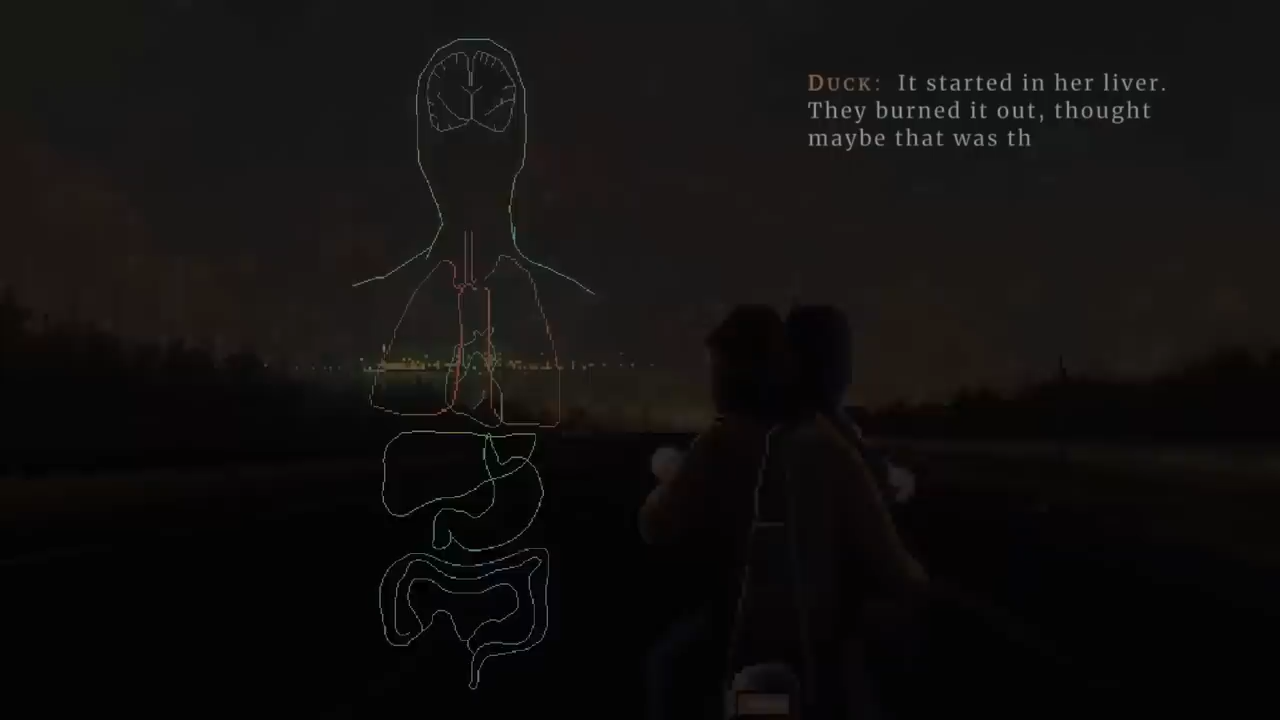 DUCK: It started in her liver.
They burned it out, thought
maybe that was th